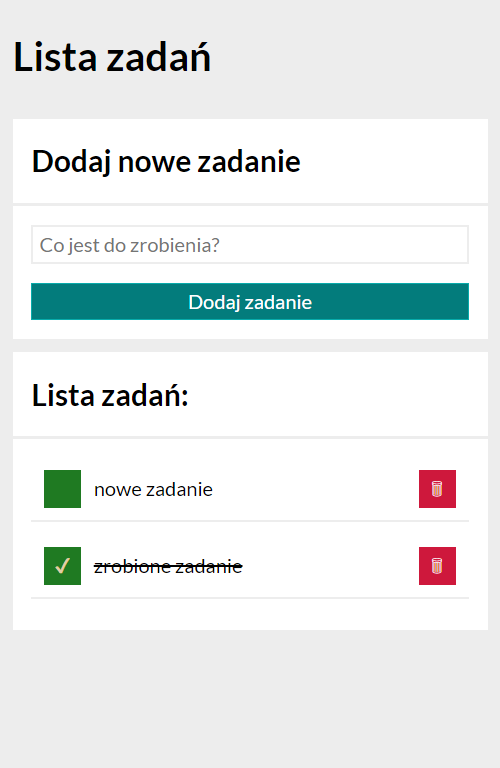 Lista zadań
Dodaj nowe zadanie
Co jest do zrobienia?
Dodaj zadanie
Lista zadań:
nowe zadanie
zrobione zadanie